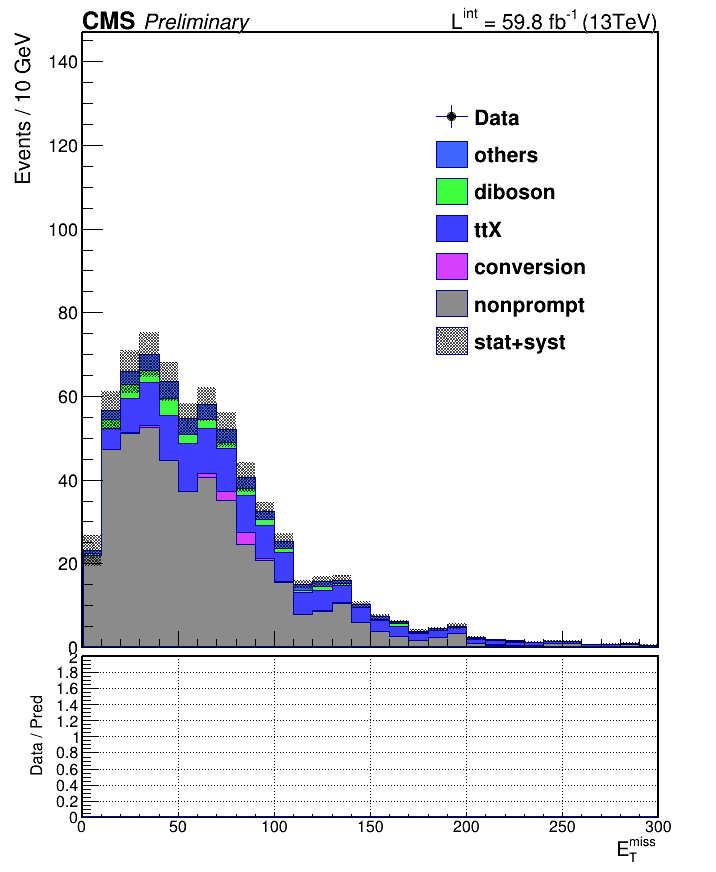 CMS Preliminary
L^int = 59.8 fb^-1 (13TeV)
Events / 10 GeV
140
120
100
80
60
40
20
0
Data
others
diboson
ttX
conversion
nonprompt
stat+syst
Data / Pred
2
1.8
1.6
1.4
1.2
1
0.8
0.6
0.4
0.2
0
0 50 100 150 200 250 300
E_T^miss